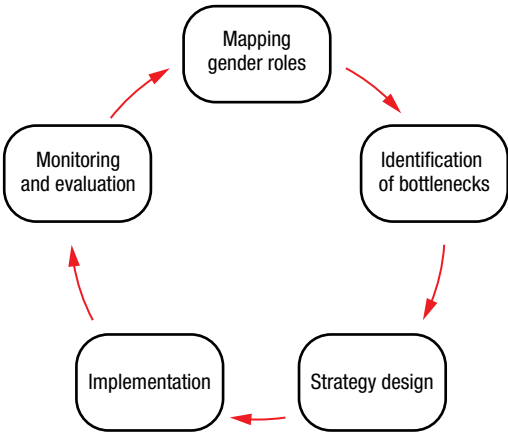 Mapping
gender roles
Identification
of bottlenecks
Strategy design
Implementation
Monitoring
and evaluation